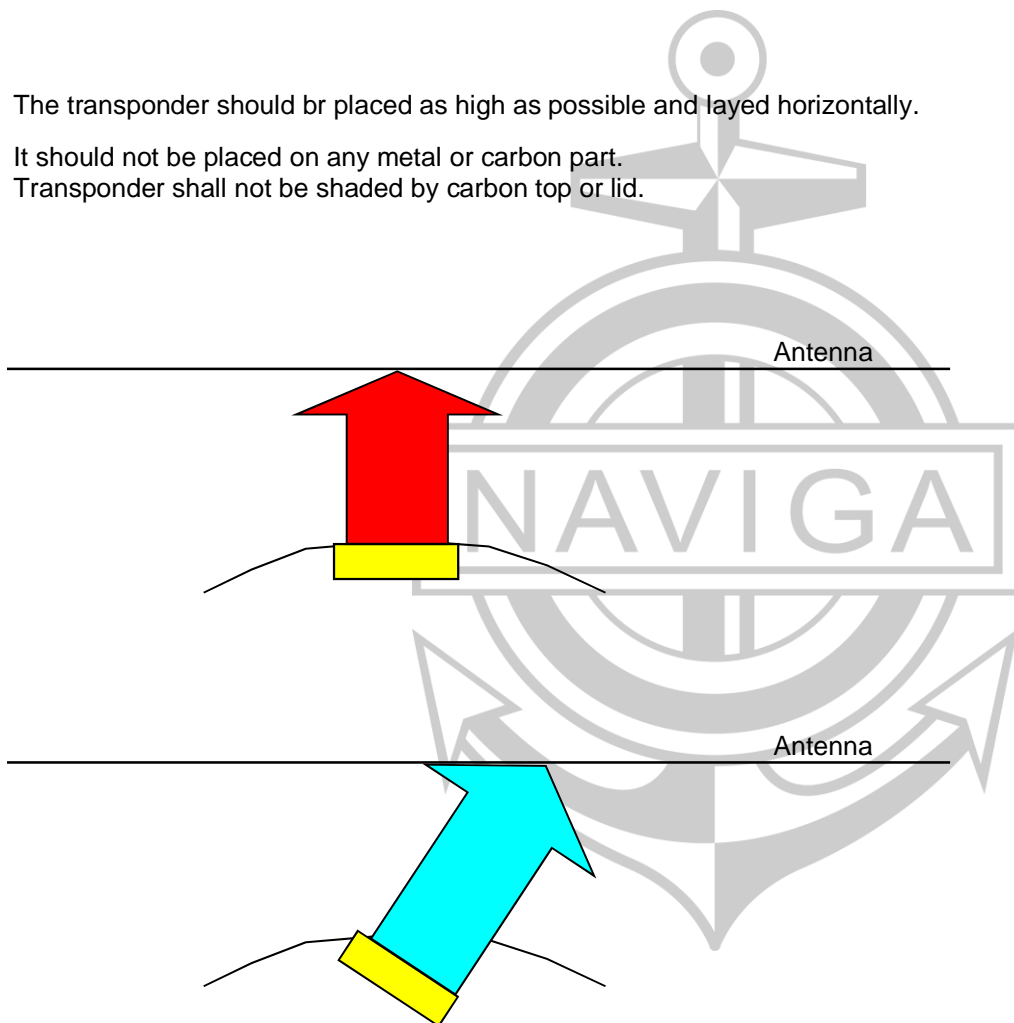 The transponder should br placed as high as possible and layed horizontally.
It should not be placed on any metal or carbon part.
Transponder shall not be shaded by carbon top or lid.
Antenna
NAVIGA
Antenna